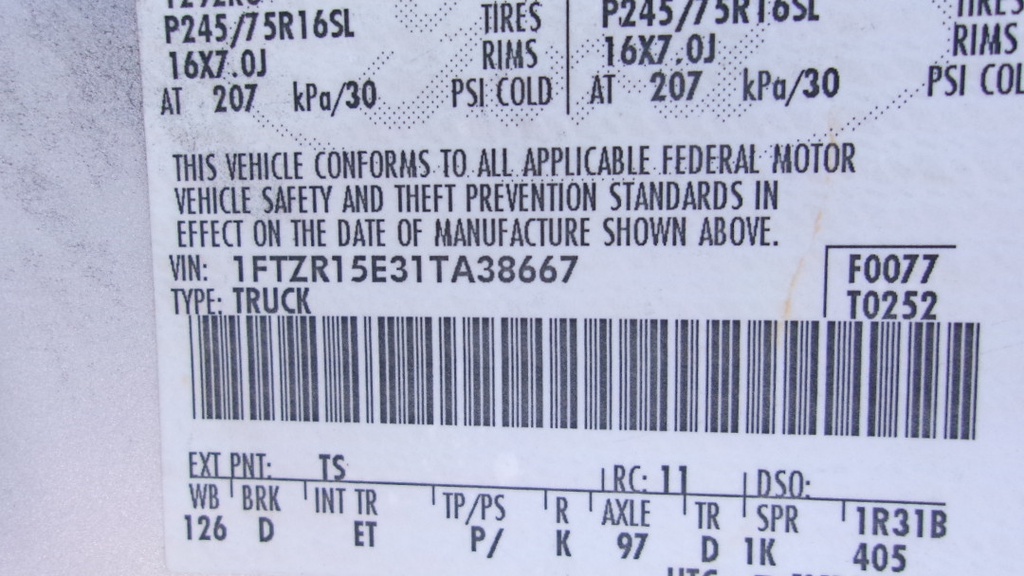 P245/75R16SL TIRES P245/75R16SL TIRES
16X7.0J RIMS 16X7.0J RIMS
AT 207 kPa/30 PSI COLD AT 207 kPa/30 PSI COL
THIS VEHICLE CONFORMS TO ALL APPLICABLE FEDERAL MOTOR
VEHICLE SAFETY AND THEFT PREVENTION STANDARDS IN
EFFECT ON THE DATE OF MANUFACTURE SHOWN ABOVE.
VIN: 1FTZR15E31TA38667 F0077
TYPE: TRUCK T0252
EXT PNT: TS RC: 11 DSO:
WB BRK INT TR TP/PS R AXLE TR SPR 1R31B
126 D ET P/ K 97 D 1K 405